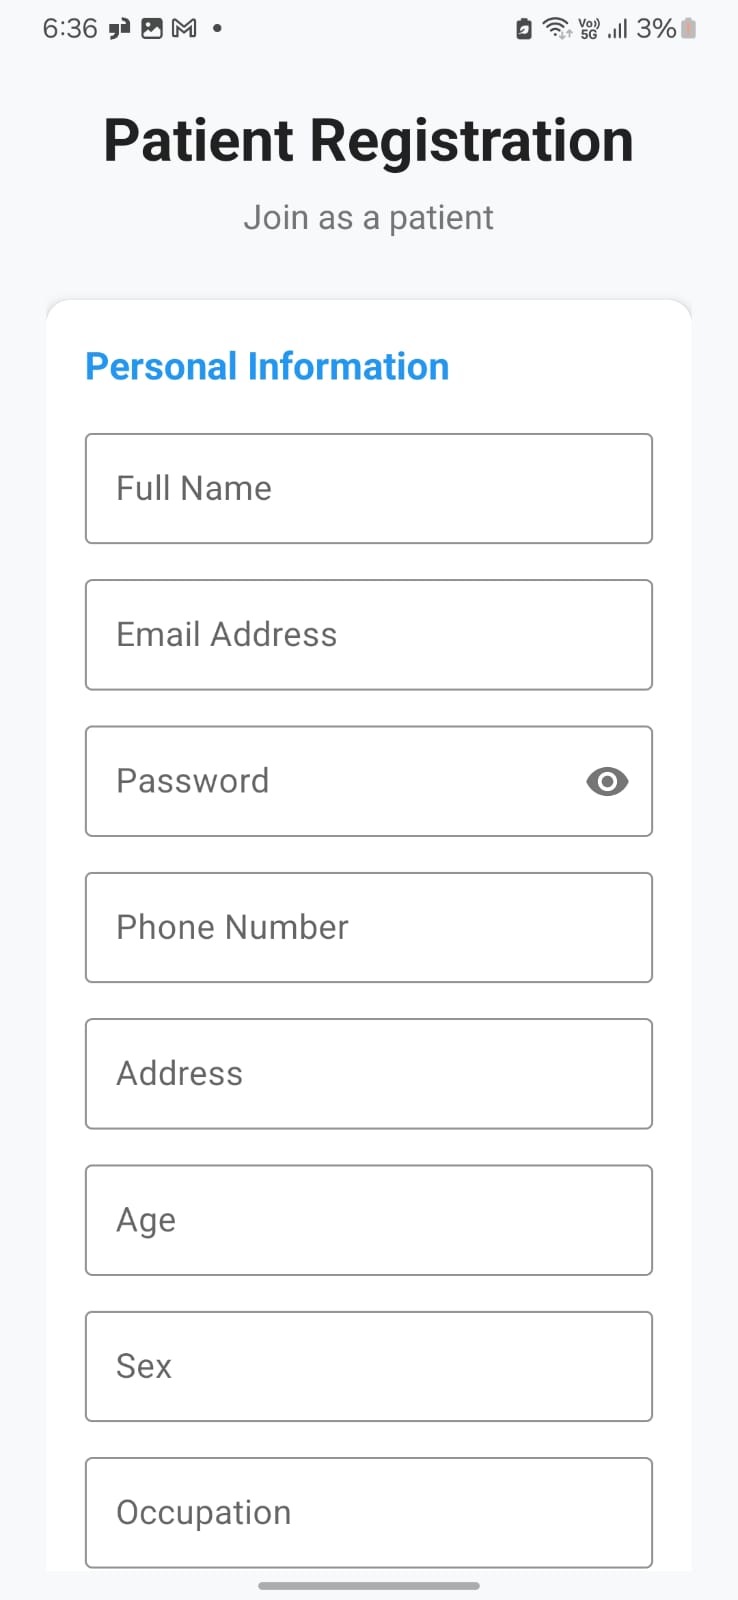 6:36 Vo)) 5G 3%
Patient Registration
Join as a patient
Personal Information
Full Name
Email Address
Password
Phone Number
Address
Age
Sex
Occupation